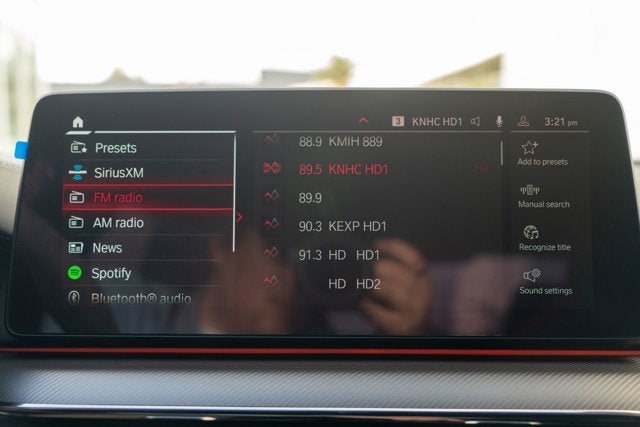 3 KNHC HD1 3:21 pm
Presets
SiriusXM
FM radio
AM radio
News
Spotify
Bluetooth® audio
88.9 KMIH 889
89.5 KNHC HD1
89.9
90.3 KEXP HD1
91.3 HD HD1
HD HD2
Add to presets
Manual search
Recognize title
Sound settings